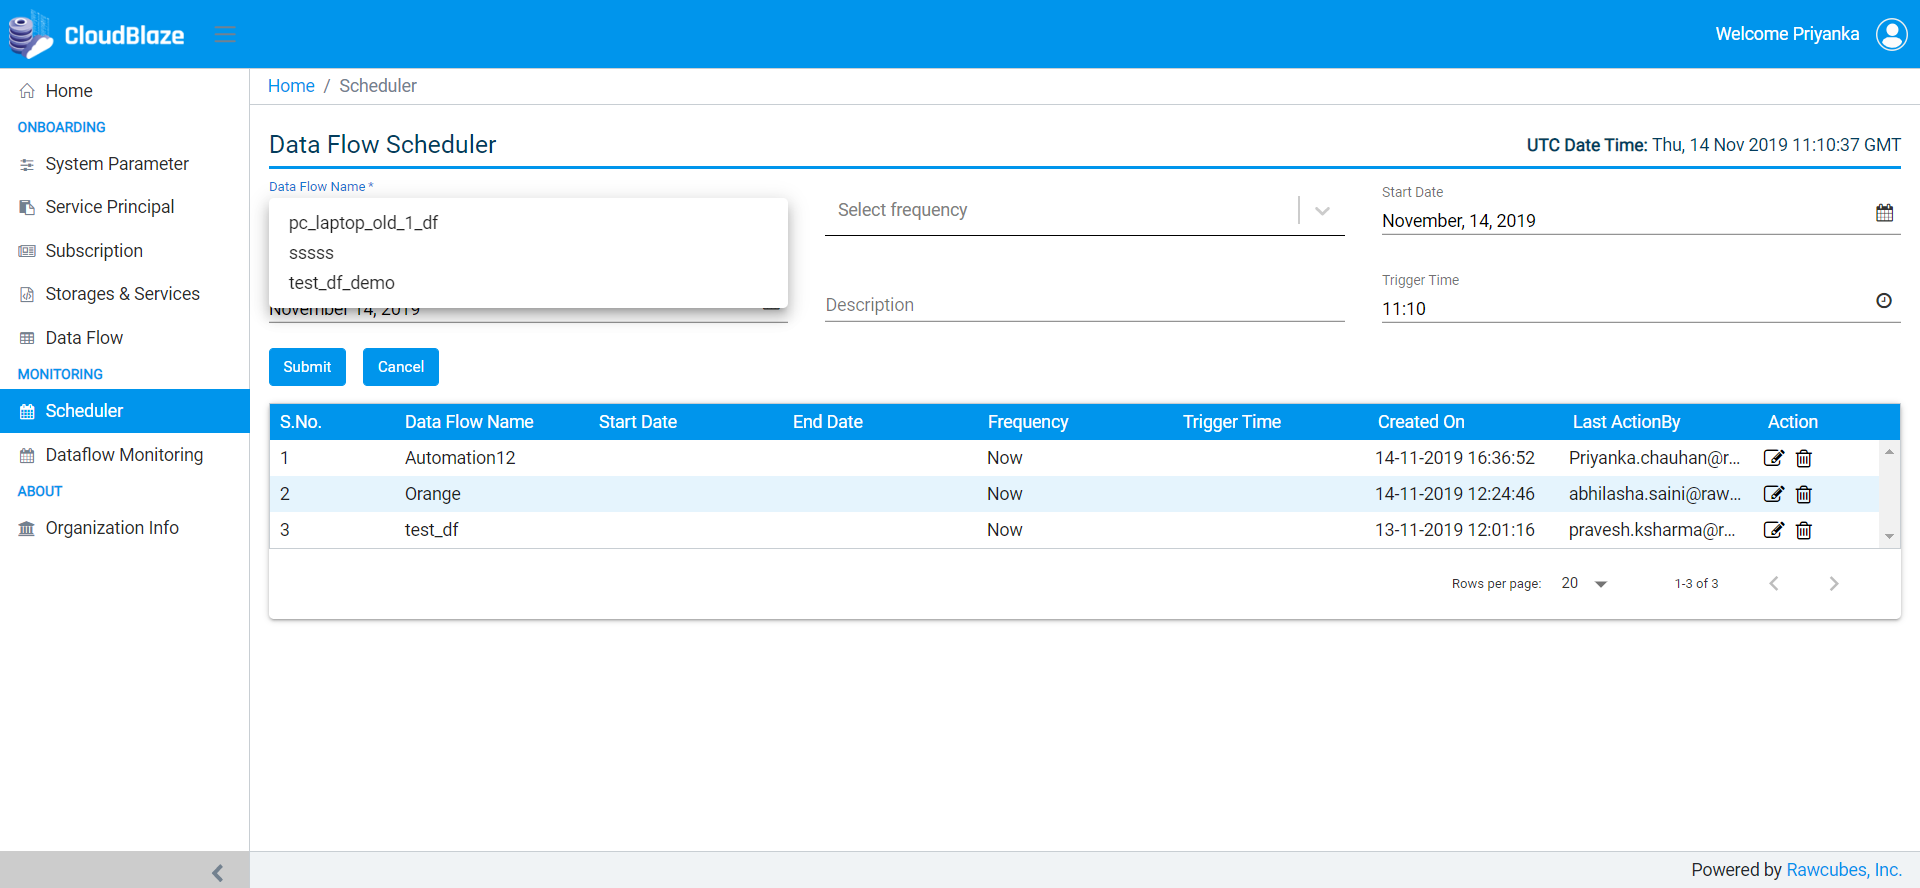 CloudBlaze
Welcome Priyanka
Home
ONBOARDING
System Parameter
Service Principal
Subscription
Storages & Services
Data Flow
MONITORING
Scheduler
Dataflow Monitoring
ABOUT
Organization Info
Home / Scheduler
Data Flow Scheduler
UTC Date Time: Thu, 14 Nov 2019 11:10:37 GMT
Data Flow Name *
pc_laptop_old_1_df
sssss
test_df_demo
Select frequency
Start Date
November, 14, 2019
November 14, 2019
Description
Trigger Time
11:10
Submit Cancel
S.No. Data Flow Name Start Date End Date Frequency Trigger Time Created On Last ActionBy Action
1 Automation12 Now 14-11-2019 16:36:52 Priyanka.chauhan@r...
2 Orange Now 14-11-2019 12:24:46 abhilasha.saini@raw...
3 test_df Now 13-11-2019 12:01:16 pravesh.ksharma@r...
Rows per page: 20 1-3 of 3
Powered by Rawcubes, Inc.